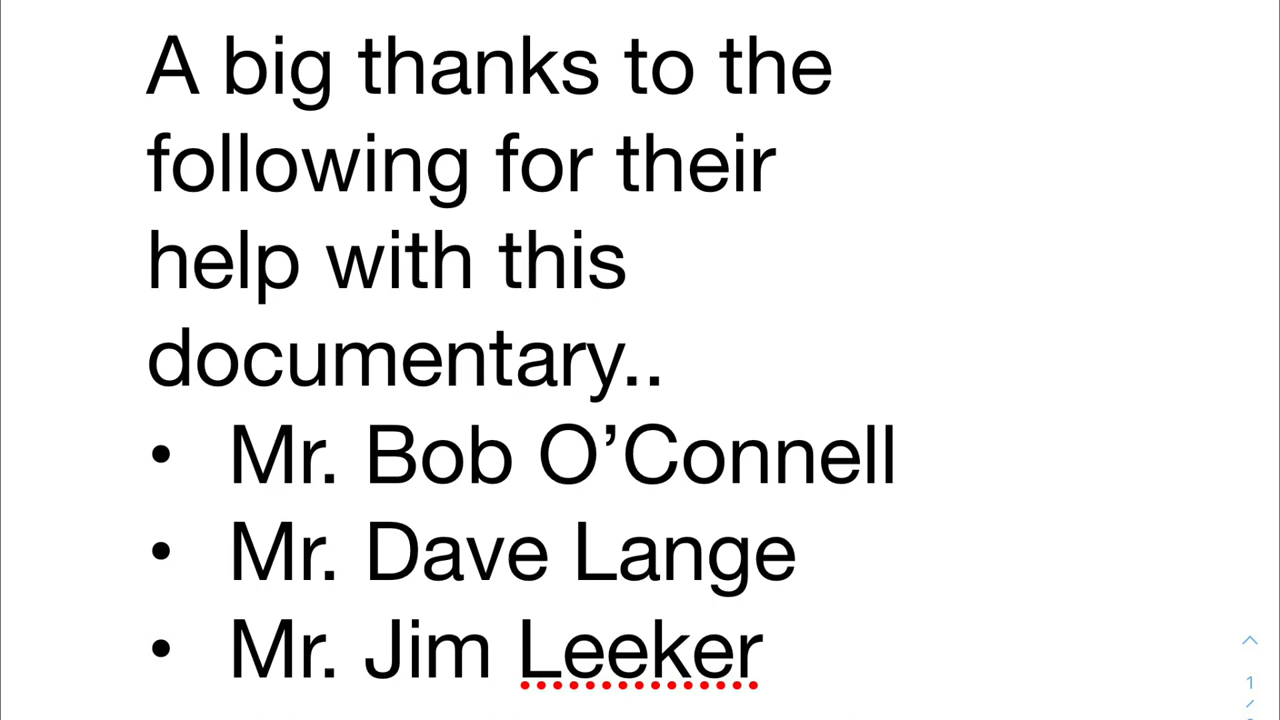 A big thanks to the
following for their
help with this
documentary..
• Mr. Bob O’Connell
• Mr. Dave Lange
• Mr. Jim Leeker
1
/